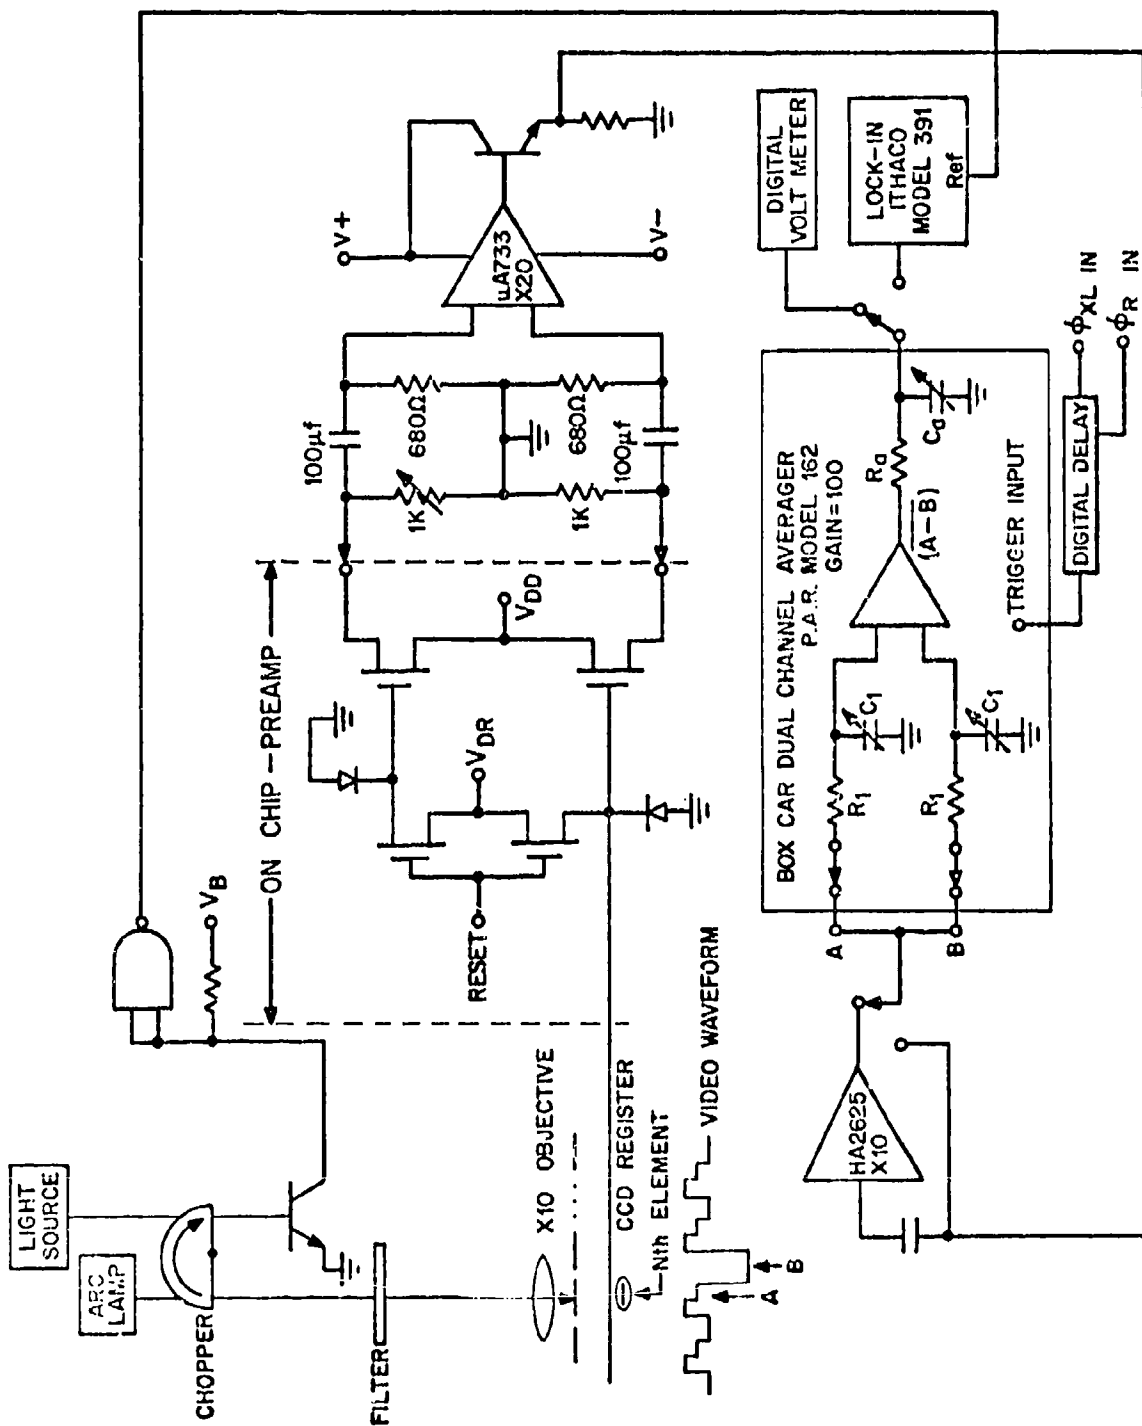 LIGHT
SOURCE
ARC
LAMP
CHOPPER
FILTER
X10 OBJECTIVE
CCD REGISTER
Nth ELEMENT
VIDEO WAVEFORM
A
B
V_B
ON CHIP-PREAMP
RESET
V_DR
V_DD
1K
1K
100μf
100μf
680Ω
680Ω
μA733
X20
V+
V-
HA2625
X10
A
B
BOX CAR DUAL CHANNEL AVERAGER
P.A.R. MODEL 162
GAIN=100
R_1
C_1
R_1
C_1
(A-B)
R_a
C_a
TRIGGER INPUT
DIGITAL DELAY
ϕ_XL IN
ϕ_R IN
DIGITAL
VOLT METER
LOCK-IN
ITHACO
MODEL 391
Ref